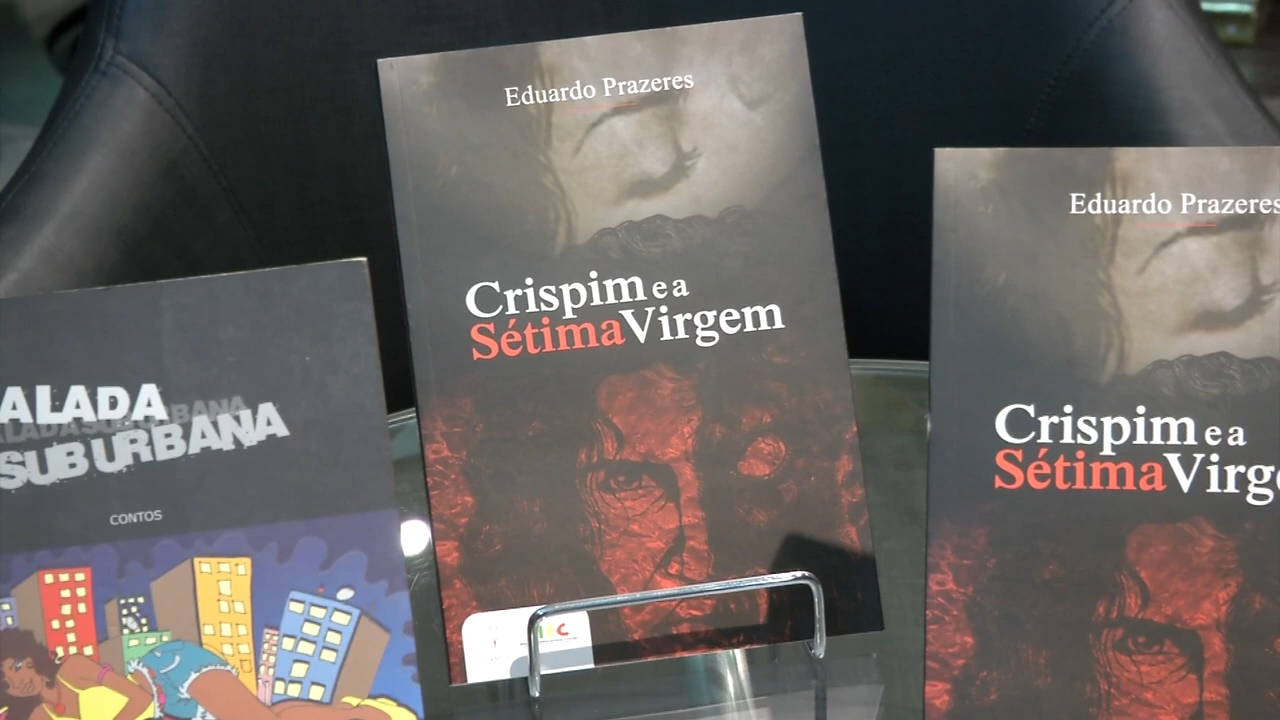 ALADA
SUBURBANA
CONTOS
Eduardo Prazeres
Crispim e a
Sétima Virgem
Eduardo Prazeres
Crispim e a
Sétima Virge